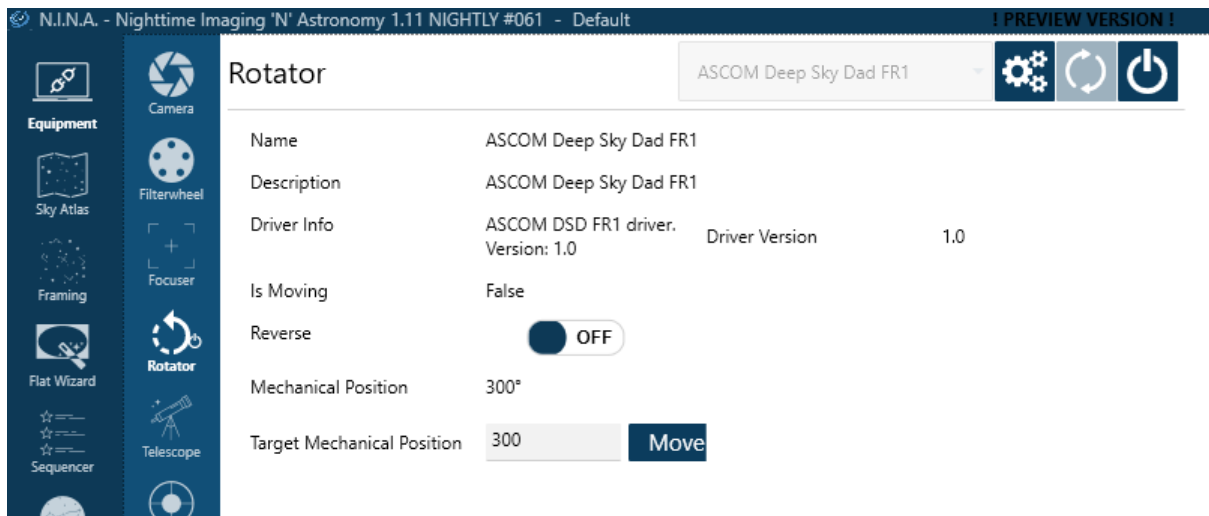 N.I.N.A. - Nighttime Imaging 'N' Astronomy 1.11 NIGHTLY #061 - Default
! PREVIEW VERSION !
Equipment
Sky Atlas
Framing
Flat Wizard
Sequencer
Camera
Filterwheel
Focuser
Rotator
Telescope
Rotator
ASCOM Deep Sky Dad FR1
Name ASCOM Deep Sky Dad FR1
Description ASCOM Deep Sky Dad FR1
Driver Info ASCOM DSD FR1 driver.
Version: 1.0
Driver Version 1.0
Is Moving False
Reverse OFF
Mechanical Position 300°
Target Mechanical Position 300 Move